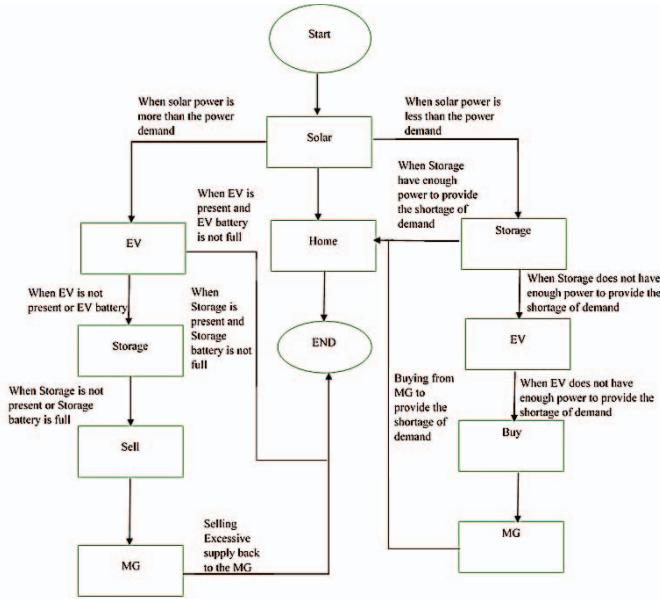 Start
When solar power is
more than the power
demand
When solar power is
less than the power
demand
Solar
When Storage
have enough
power to provide
the shortage of
demand
When EV is
present and
EV battery
is not full
EV
Home
Storage
When EV is not
present or EV battery
When
Storage is
present and
Storage
battery is not
full
When Storage does not have
enough power to provide the
shortage of demand
Storage
END
EV
When Storage is not
present or Storage
battery is full
Buying from
MG to
provide the
shortage of
demand
When EV does not have
enough power to provide the
shortage of demand
Sell
Buy
Selling
Excessive
supply back
to the MG
MG
MG